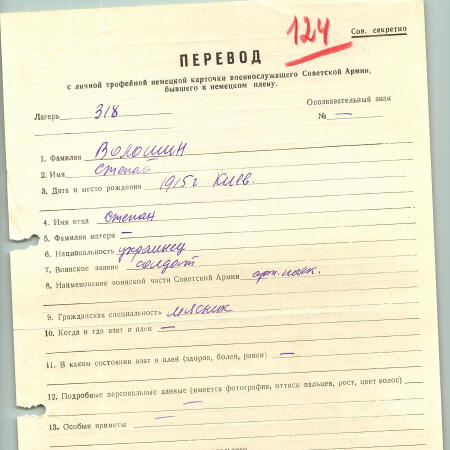 124
Сов. секретно
ПЕРЕВОД
с личной трофейной немецкой карточки военнослужащего Советской Армии,
бывшего в немецком плену.
Лагерь 318
Опознавательный знак
№ —
1. Фамилия Волошин
2. Имя Степан
3. Дата и место рождения 1915 г Киев.
4. Имя отца Степан
5. Фамилия матери —
6. Национальность украинец
7. Воинское звание солдат
8. Наименование воинской части Советской Армии арт. полк.
9. Гражданская специальность мясник
10. Когда и где взят в плен —
11. В каком состоянии взят в плен (здоров, болен, ранен) —
12. Подробные персональные данные (имеется фотография, оттиск пальцев, рост, цвет волос)
—
13. Особые приметы —